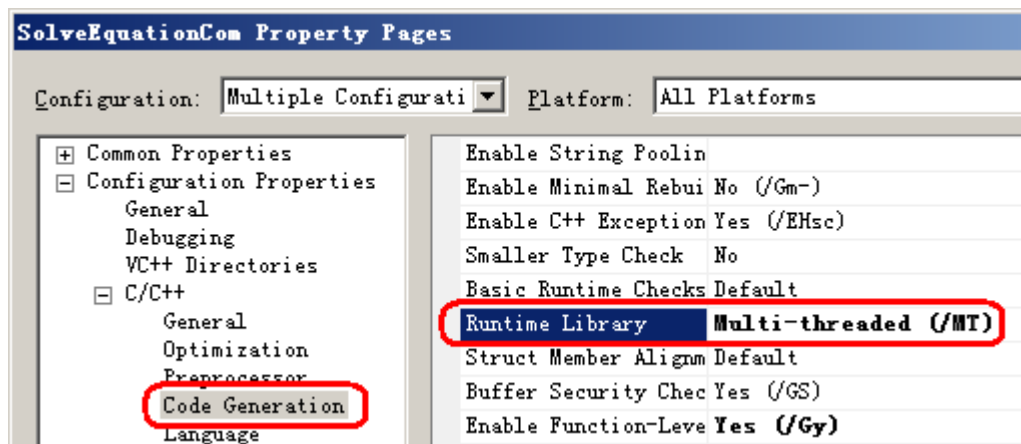 SolveEquationCom Property Pages
Configuration: Multiple Configurati Platform: All Platforms
Common Properties
Configuration Properties
General
Debugging
VC++ Directories
C/C++
General
Optimization
Preprocessor
Code Generation
Language
Enable String Poolin
Enable Minimal Rebui No (/Gm-)
Enable C++ Exception Yes (/EHsc)
Smaller Type Check No
Basic Runtime Checks Default
Runtime Library Multi-threaded (/MT)
Struct Member Alignm Default
Buffer Security Chec Yes (/GS)
Enable Function-Leve Yes (/Gy)